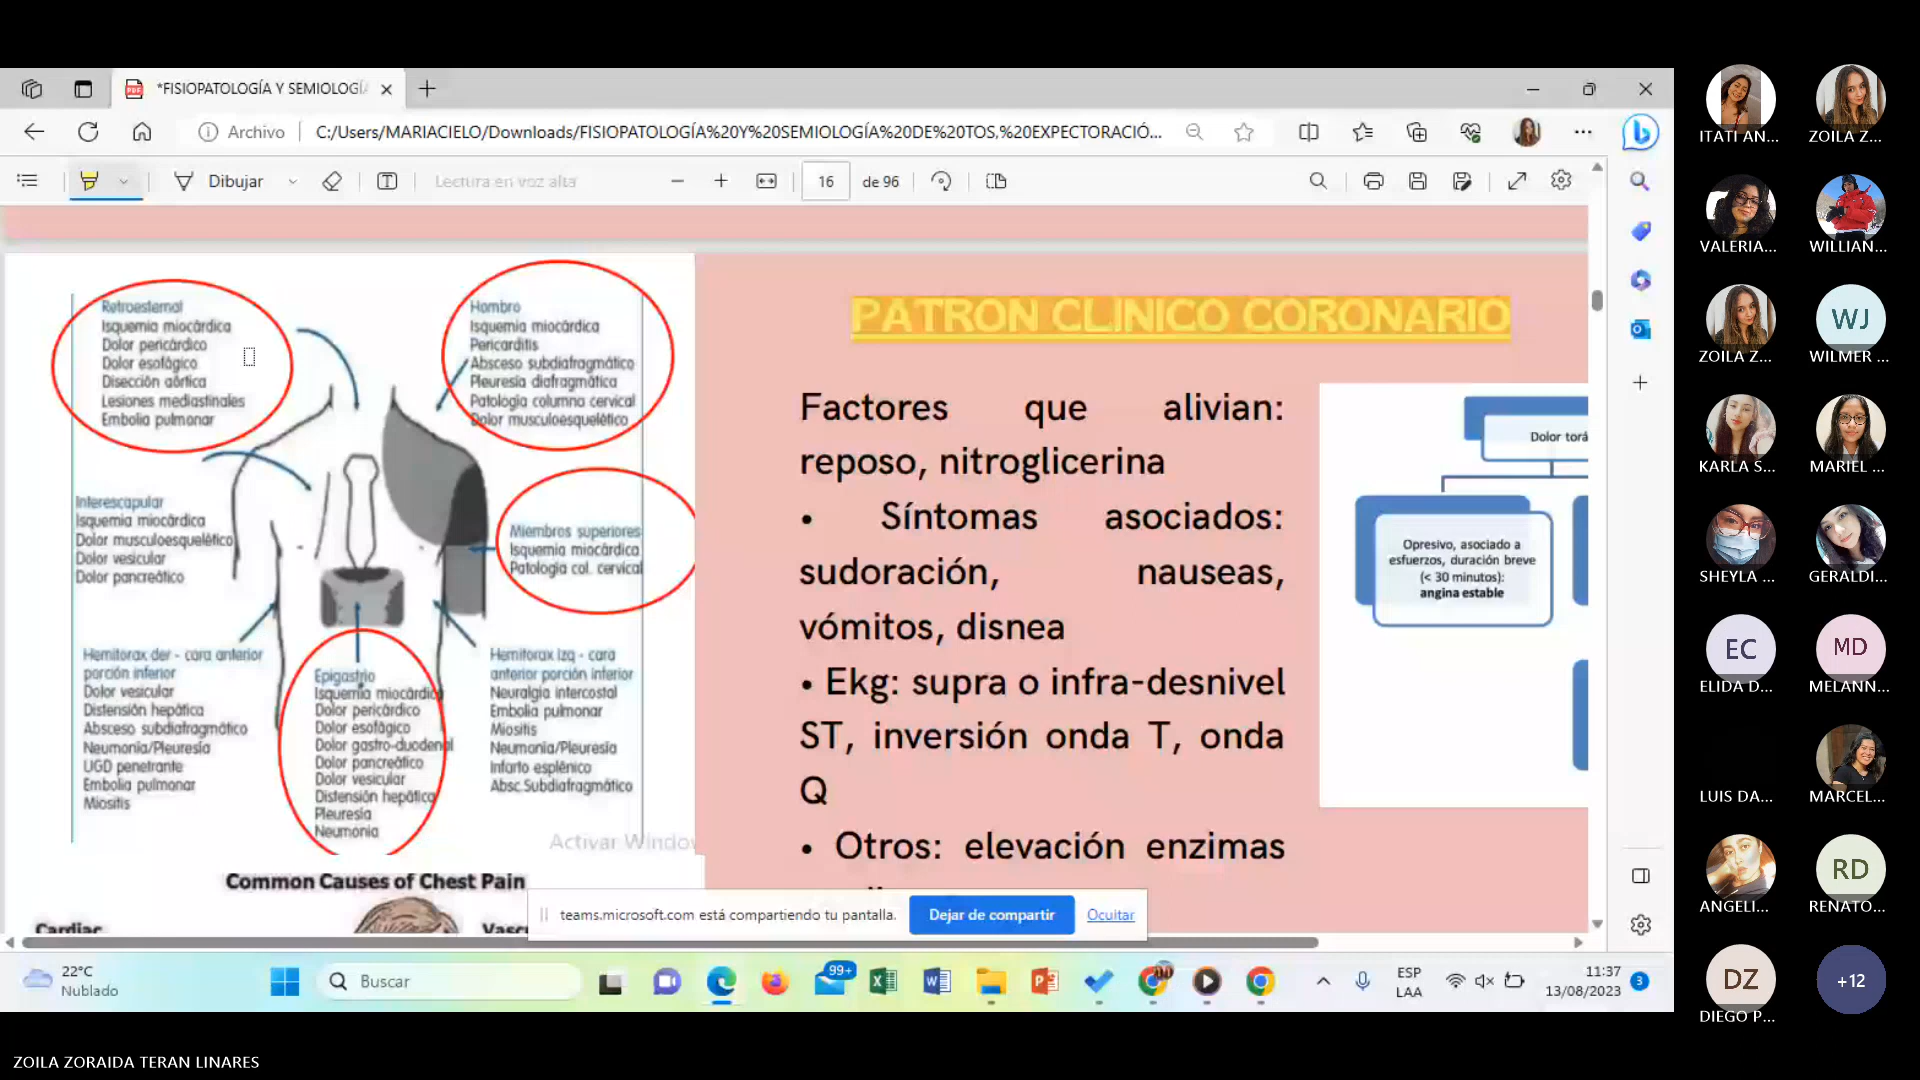 *FISIOPATOLOGÍA Y SEMIOLOGÍA
Archivo
C:/Users/MARIACIELO/Downloads/FISIOPATOLOGÍA%20Y%20SEMIOLOGÍA%20DE%20TOS,%20EXPECTORACIÓ...
Dibujar
Lectura en voz alta
16
de 96
Retroesternal
Isquemia miocárdica
Dolor pericárdico
Dolor esofágico
Disección aórtica
Lesiones mediastinales
Embolia pulmonar
Hombro
Isquemia miocárdica
Pericarditis
Absceso subdiafragmático
Pleuresía diafragmática
Patología columna cervical
Dolor musculoesquelético
Interescapular
Isquemia miocárdica
Dolor musculoesquelético
Dolor vesicular
Dolor pancreático
Miembros superiores
Isquemia miocárdica
Patología col. cervical
Hemitorax der - cara anterior
porción inferior
Dolor vesicular
Distensión hepática
Absceso subdiafragmático
Neumonía/Pleuresía
UGD penetrante
Embolia pulmonar
Miositis
Epigastrio
Isquemia miocárdica
Dolor pericárdico
Dolor esofágico
Dolor gastro-duodenal
Dolor pancreático
Dolor vesicular
Distensión hepática
Pleuresía
Neumonía
Hemitorax izq - cara
anterior porción inferior
Neuralgia intercostal
Embolia pulmonar
Miositis
Neumonía/Pleuresía
Infarto esplénico
Absc.Subdiafragmático
Activar Window
Common Causes of Chest Pain
Cardiac
Vasc
PATRON CLINICO CORONARIO
Factores que alivian:
reposo, nitroglicerina
• Síntomas asociados:
sudoración, nauseas,
vómitos, disnea
• Ekg: supra o infra-desnivel
ST, inversión onda T, onda
Q
• Otros: elevación enzimas
Dolor torá
Opresivo, asociado a
esfuerzos, duración breve
(< 30 minutos):
angina estable
teams.microsoft.com está compartiendo tu pantalla.
Dejar de compartir
Ocultar
22°C
Nublado
Buscar
99+
10
ESP
LAA
11:37
13/08/2023
3
ITATI AN...
ZOILA Z...
VALERIA...
WILLIAN...
ZOILA Z...
WJ
WILMER ...
KARLA S...
MARIEL ...
SHEYLA ...
GERALDI...
EC
ELIDA D...
MD
MELANN...
LUIS DA...
MARCEL...
ANGELI...
RD
RENATO...
DZ
DIEGO P...
+12
ZOILA ZORAIDA TERAN LINARES